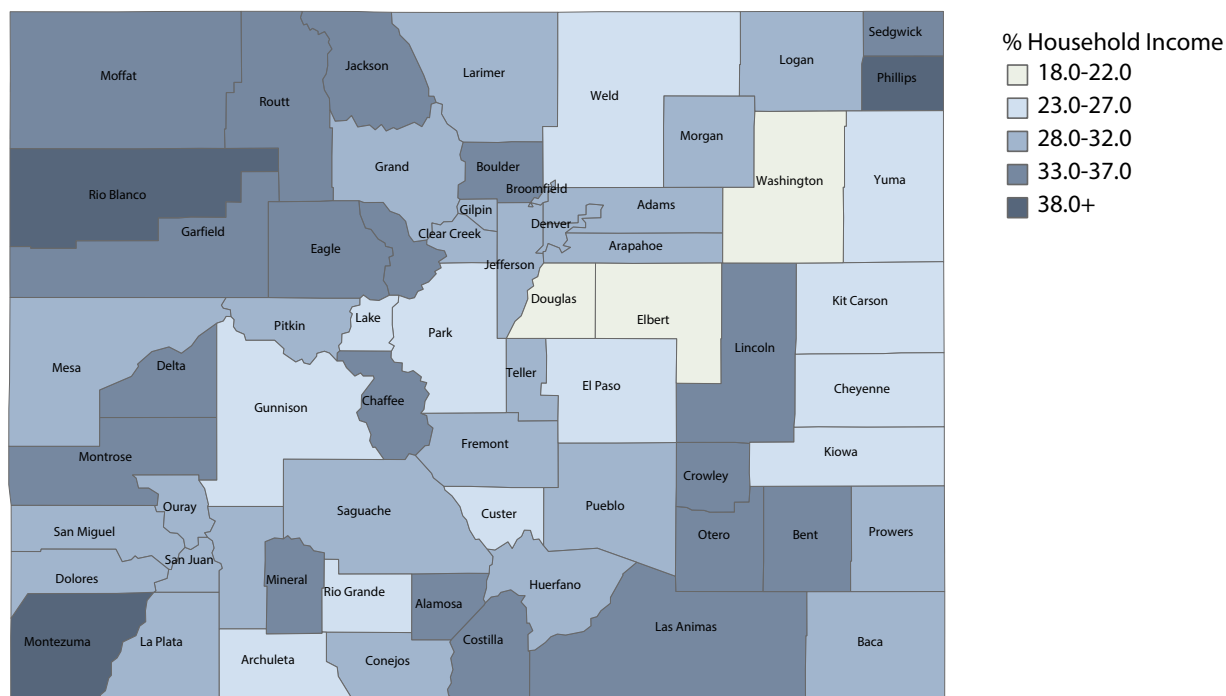 Moffat
Routt
Jackson
Larimer
Weld
Logan
Sedgwick
Phillips
Morgan
Washington
Yuma
Rio Blanco
Garfield
Grand
Boulder
Broomfield
Gilpin
Clear Creek
Denver
Adams
Arapahoe
Eagle
Jefferson
Douglas
Elbert
Lincoln
Kit Carson
Mesa
Pitkin
Lake
Park
Delta
Gunnison
Chaffee
Teller
El Paso
Cheyenne
Montrose
Fremont
Crowley
Kiowa
Ouray
San Miguel
Saguache
Custer
Pueblo
Otero
Bent
Prowers
San Juan
Dolores
Mineral
Rio Grande
Alamosa
Huerfano
Montezuma
La Plata
Archuleta
Conejos
Costilla
Las Animas
Baca
% Household Income
18.0-22.0
23.0-27.0
28.0-32.0
33.0-37.0
38.0+